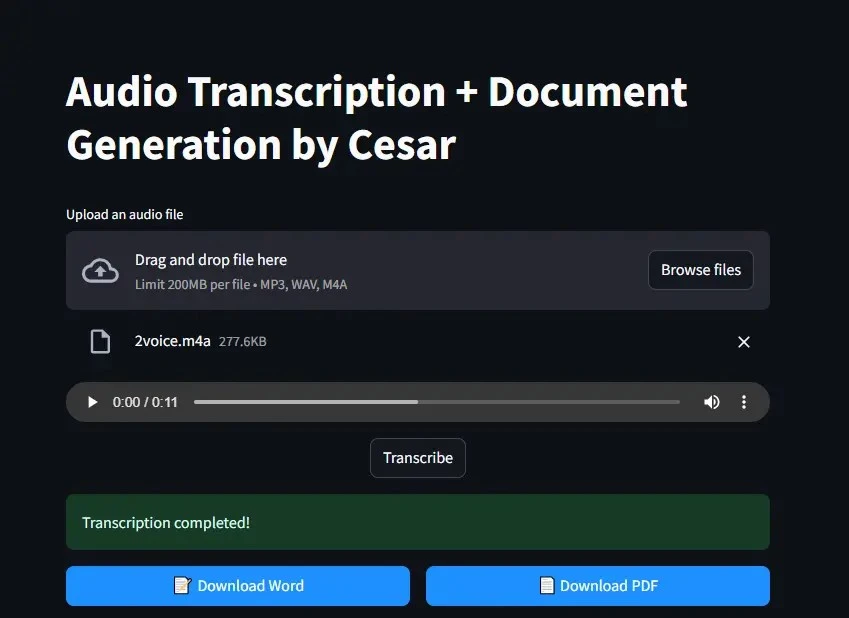 Audio Transcription + Document
Generation by Cesar
Upload an audio file
Drag and drop file here
Limit 200MB per file • MP3, WAV, M4A
Browse files
2voice.m4a 277.6KB
0:00 / 0:11
Transcribe
Transcription completed!
Download Word
Download PDF